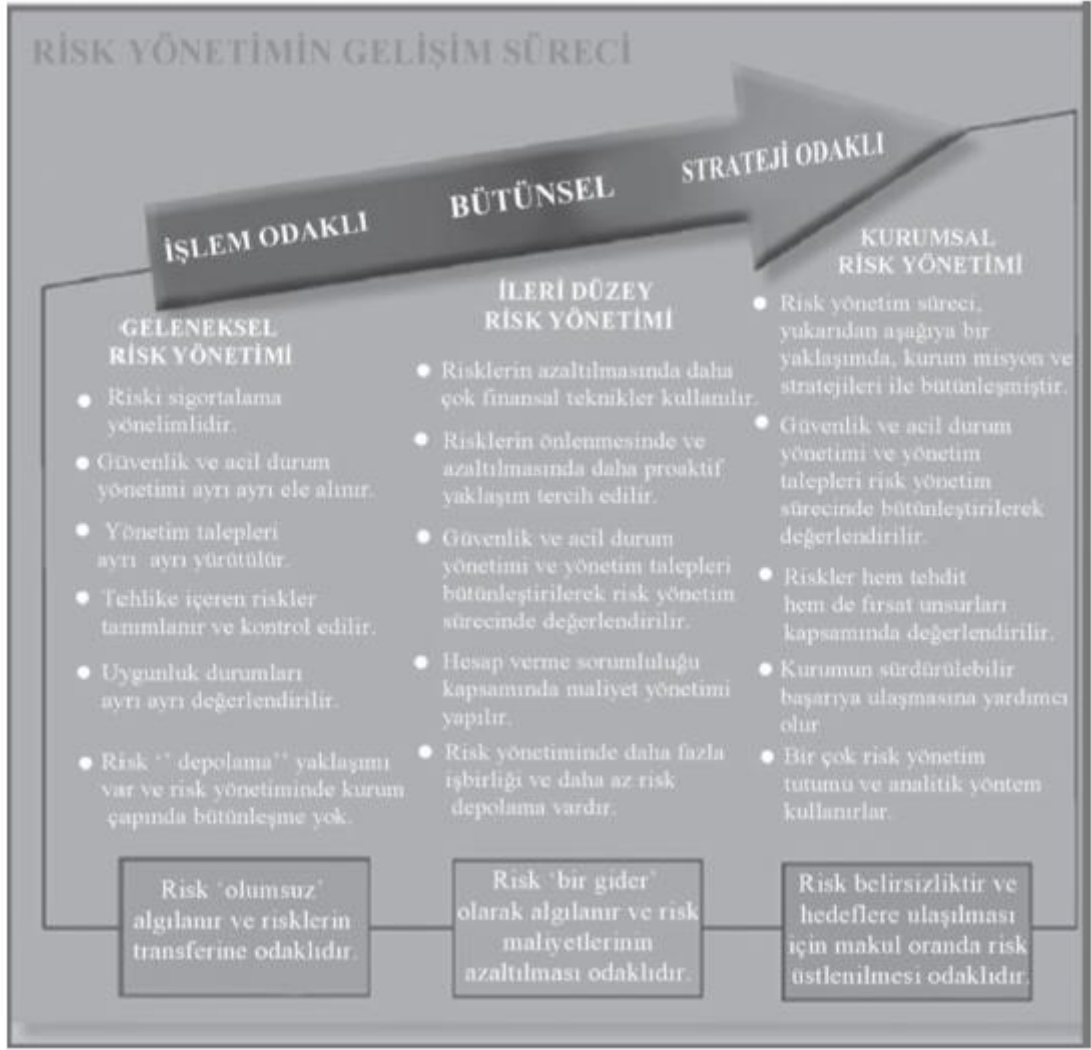 RİSK YÖNETİMİN GELİŞİM SÜRECİ
İŞLEM ODAKLI
BÜTÜNSEL
STRATEJİ ODAKLI
GELENEKSEL
RİSK YÖNETİMİ
● Riski sigortalama
yönelimlidir.
● Güvenlik ve acil durum
yönetimi ayrı ayrı ele alınır.
● Yönetim talepleri
ayrı ayrı yürütülür.
● Tehlike içeren riskler
tanımlanır ve kontrol edilir.
● Uygunluk durumları
ayrı ayrı değerlendirilir.
● Risk ‘’ depolama’’ yaklaşımı
var ve risk yönetiminde kurum
çapında bütünleşme yok.
Risk ‘olumsuz’
algılanır ve risklerin
transferine odaklıdır.
İLERİ DÜZEY
RİSK YÖNETİMİ
● Risklerin azaltılmasında daha
çok finansal teknikler kullanılır.
● Risklerin önlenmesinde ve
azaltılmasında daha proaktif
yaklaşım tercih edilir.
● Güvenlik ve acil durum
yönetimi ve yönetim talepleri
bütünleştirilerek risk yönetim
sürecinde değerlendirilir.
● Hesap verme sorumluluğu
kapsamında maliyet yönetimi
yapılır.
● Risk yönetiminde daha fazla
işbirliği ve daha az risk
depolama vardır.
Risk ‘bir gider’
olarak algılanır ve risk
maliyetlerinin
azaltılması odaklıdır.
KURUMSAL
RİSK YÖNETİMİ
● Risk yönetim süreci,
yukarıdan aşağıya bir
yaklaşımda, kurum misyon ve
stratejileri ile bütünleşmiştir.
● Güvenlik ve acil durum
yönetimi ve yönetim
talepleri risk yönetim
sürecinde bütünleştirilerek
değerlendirilir.
● Riskler hem tehdit
hem de fırsat unsurları
kapsamında değerlendirilir.
● Kurumun sürdürülebilir
başarıya ulaşmasına yardımcı
olur
● Bir çok risk yönetim
tutumu ve analitik yöntem
kullanırlar.
Risk belirsizliktir ve
hedeflere ulaşılması
için makul oranda risk
üstlenilmesi odaklıdır.